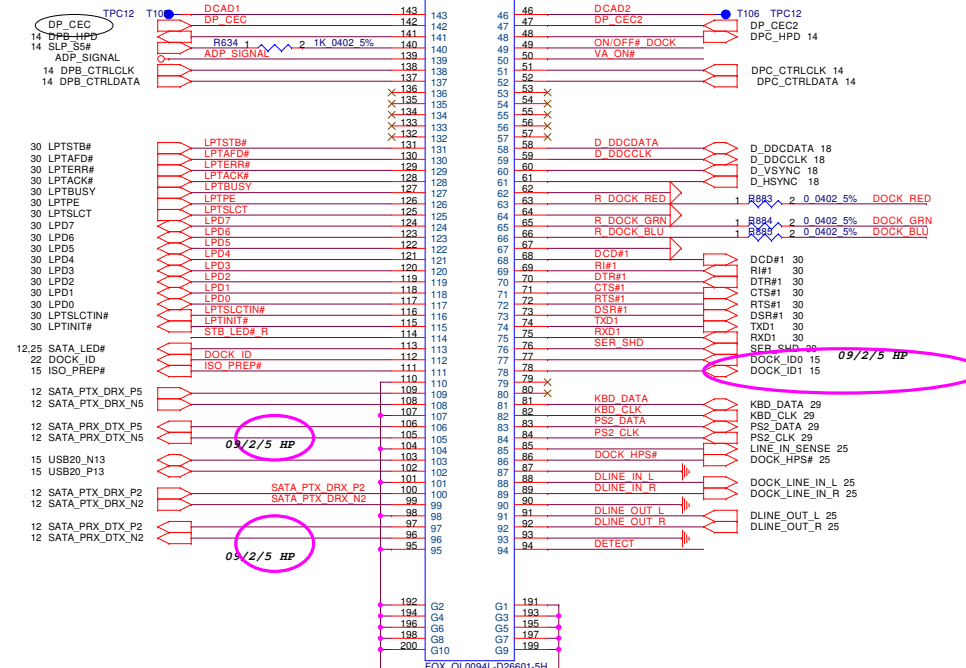 TPC12 T10 DCAD1 143 143 46 46 DCAD2 T106 TPC12
DP_CEC DP_CEC 142 142 47 47 DP_CEC2 DP_CEC2
14 DPB_HPD 141 141 48 48 DPC_HPD 14
14 SLP_S5# R634 1 2 1K_0402_5% 140 140 49 49 ON/OFF# DOCK
ADP_SIGNAL ADP_SIGNAL 139 139 50 50 VA_ON#
14 DPB_CTRLCLK 138 138 51 51 DPC_CTRLCLK 14
14 DPB_CTRLDATA 137 137 52 52 DPC_CTRLDATA 14
136 136 53 53
135 135 54 54
134 134 55 55
133 133 56 56
132 132 57 57
30 LPTSTB# LPTSTB# 131 131 58 58 D_DDCDATA D_DDCDATA 18
30 LPTAFD# LPTAFD# 130 130 59 59 D_DDCCLK D_DDCCLK 18
30 LPTERR# LPTERR# 129 129 60 60 D_VSYNC 18
30 LPTACK# LPTACK# 128 128 61 61 D_HSYNC 18
30 LPTBUSY LPTBUSY 127 127 62 62
30 LPTPE LPTPE 126 126 63 63 R_DOCK_RED 1 R883 2 0_0402_5% DOCK_RED
30 LPTSLCT LPTSLCT 125 125 64 64
30 LPD7 LPD7 124 124 65 65 R_DOCK_GRN 1 R884 2 0_0402_5% DOCK_GRN
30 LPD6 LPD6 123 123 66 66 R_DOCK_BLU 1 R885 2 0_0402_5% DOCK_BLU
30 LPD5 LPD5 122 122 67 67
30 LPD4 LPD4 121 121 68 68 DCD#1 DCD#1 30
30 LPD3 LPD3 120 120 69 69 RI#1 RI#1 30
30 LPD2 LPD2 119 119 70 70 DTR#1 DTR#1 30
30 LPD1 LPD1 118 118 71 71 CTS#1 CTS#1 30
30 LPD0 LPD0 117 117 72 72 RTS#1 RTS#1 30
30 LPTSLCTIN# LPTSLCTIN# 116 116 73 73 DSR#1 DSR#1 30
30 LPTINIT# LPTINIT# 115 115 74 74 TXD1 TXD1 30
STB_LED#_R 114 114 75 75 RXD1 RXD1 30
12,25 SATA_LED# 113 113 76 76 SER_SHD SER_SHD 30
22 DOCK_ID DOCK_ID 112 112 77 77 DOCK_ID0 15 09/2/5 HP
15 ISO_PREP# ISO_PREP# 111 111 78 78 DOCK_ID1 15
110 110 79 79
12 SATA_PTX_DRX_P5 109 109 80 80
12 SATA_PTX_DRX_N5 108 108 81 81 KBD_DATA KBD_DATA 29
107 107 82 82 KBD_CLK KBD_CLK 29
12 SATA_PRX_DTX_P5 106 106 83 83 PS2_DATA PS2_DATA 29
12 SATA_PRX_DTX_N5 09/2/5 HP 105 105 84 84 PS2_CLK PS2_CLK 29
104 104 85 85 LINE_IN_SENSE 25
15 USB20_N13 103 103 86 86 DOCK_HPS# DOCK_HPS# 25
15 USB20_P13 102 102 87 87
101 101 88 88 DLINE_IN_L DOCK_LINE_IN_L 25
12 SATA_PTX_DRX_P2 SATA_PTX_DRX_P2 100 100 89 89 DLINE_IN_R DOCK_LINE_IN_R 25
12 SATA_PTX_DRX_N2 SATA_PTX_DRX_N2 99 99 90 90
98 98 91 91 DLINE_OUT_L DLINE_OUT_L 25
12 SATA_PRX_DTX_P2 97 97 92 92 DLINE_OUT_R DLINE_OUT_R 25
12 SATA_PRX_DTX_N2 96 96 93 93
09/2/5 HP 95 95 94 94 DETECT
192 G2 G1 191
194 G4 G3 193
196 G6 G5 195
198 G8 G7 197
200 G10 G9 199
FOX_QL0094L-D26601-5H